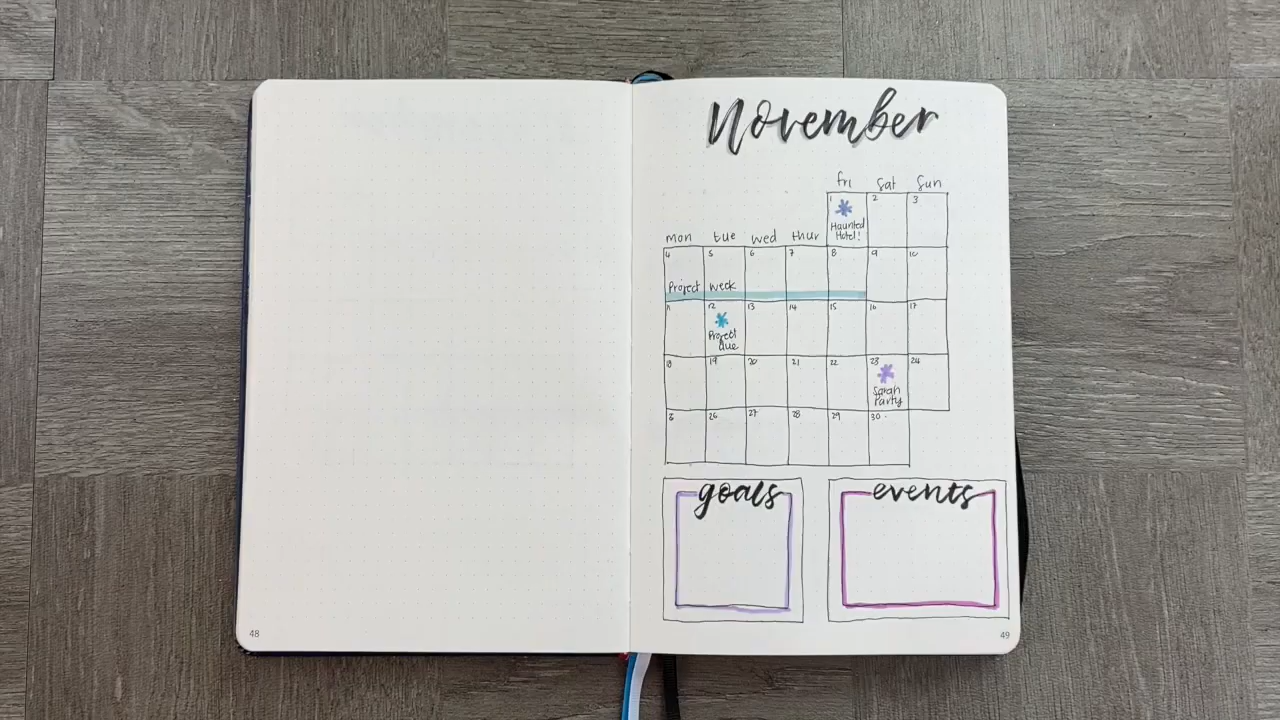 November
Fri Sat Sun
1 2 3
Haunted
Hotel!
mon tue wed thur
4 5 6 7 8 9 10
Project week
11 12 13 14 15 16 17
Project
due
18 19 20 21 22 23 24
Sarah
Party
26 27 28 29 30
goals events
48 49